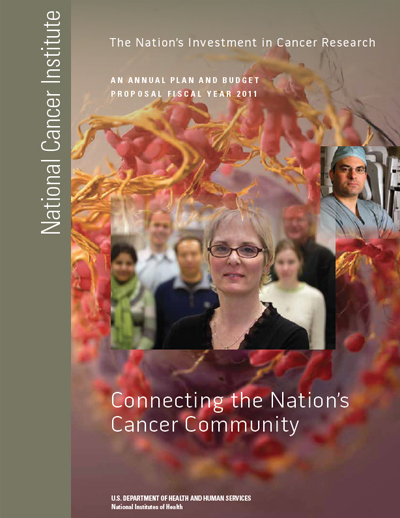 National Cancer Institute
The Nation's Investment in Cancer Research
AN ANNUAL PLAN AND BUDGET
PROPOSAL FISCAL YEAR 2011
Connecting the Nation's
Cancer Community
U.S. DEPARTMENT OF HEALTH AND HUMAN SERVICES
National Institutes of Health